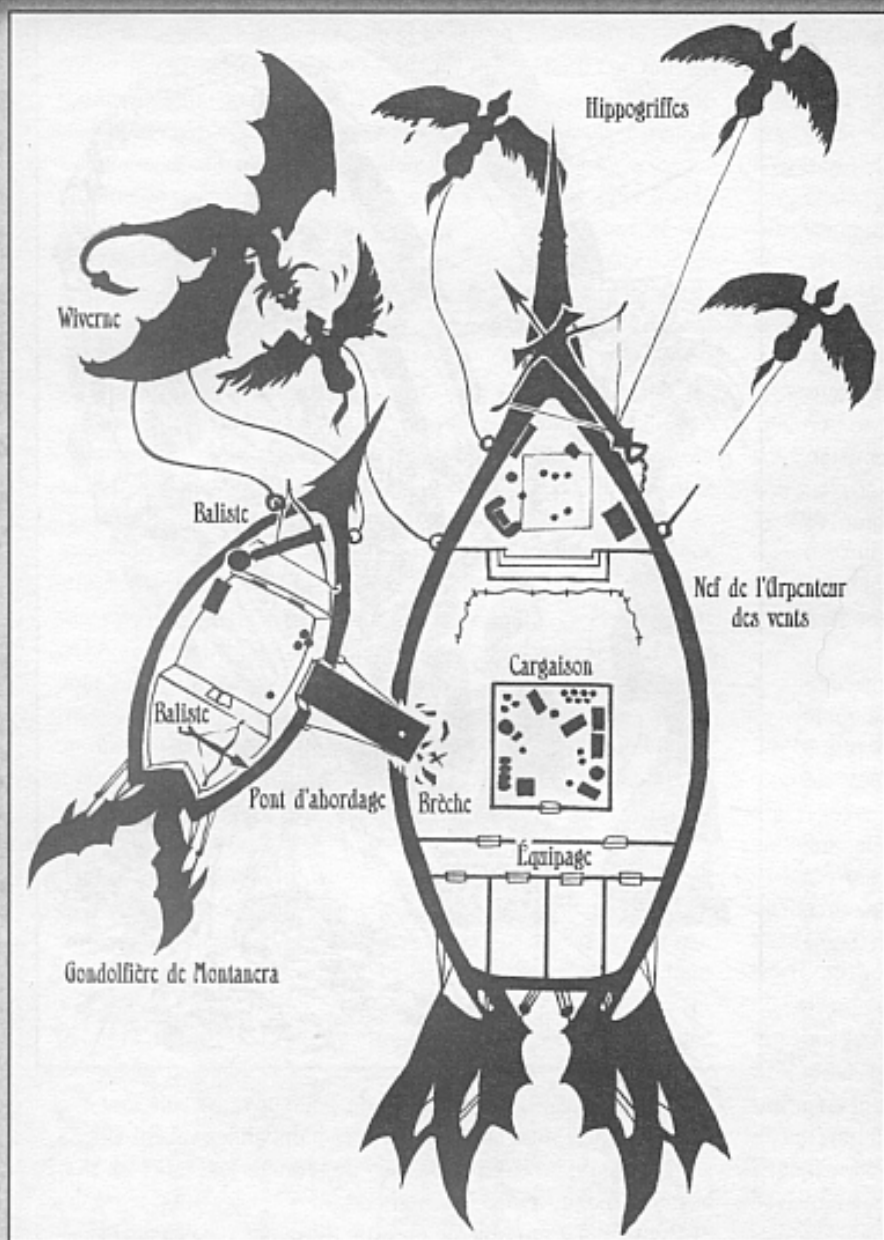 Hippogriffes
Wiverne
Baliste
Nef de l'Arpenteur
des vents
Cargaison
Baliste
Pont d'abordage
Brèche
Équipage
Gondolfière de Montanera